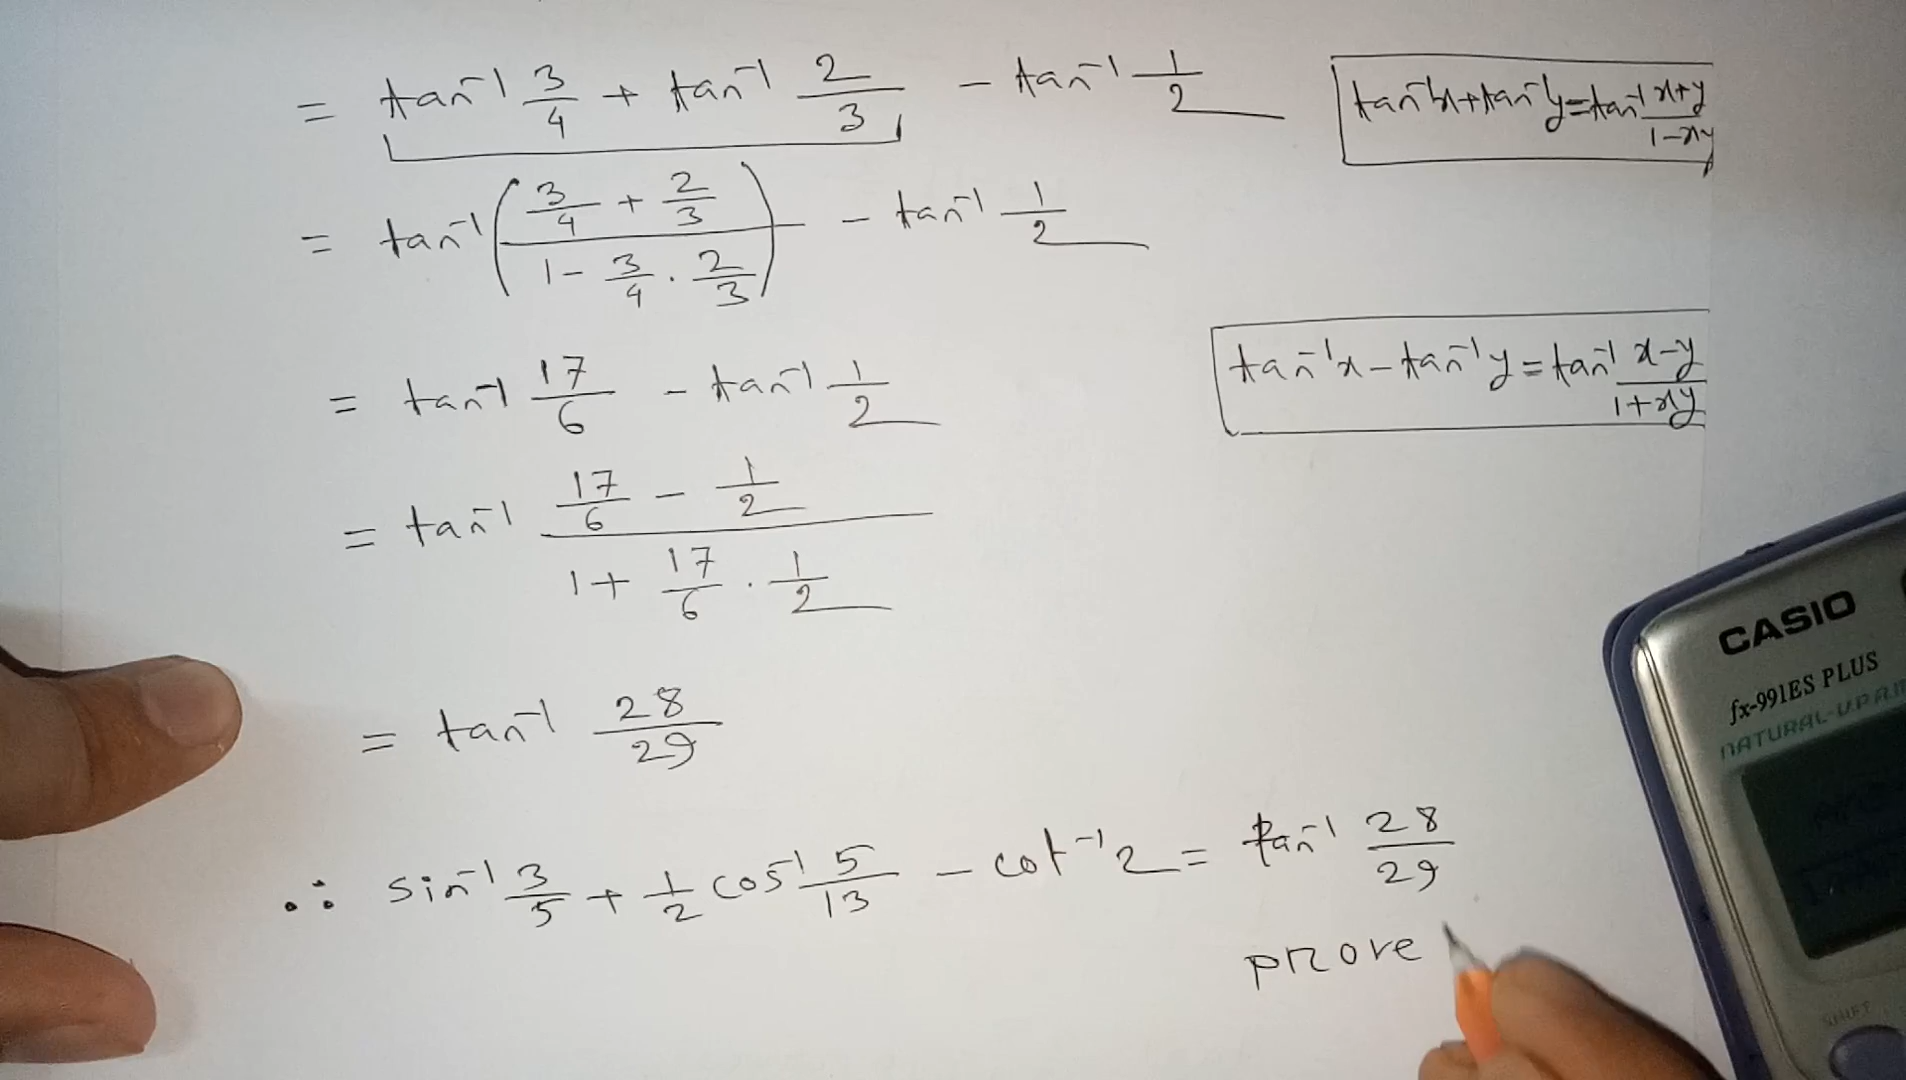 = tan⁻¹ 3/4 + tan⁻¹ 2/3 - tan⁻¹ 1/2
tan⁻¹x+tan⁻¹y=tan⁻¹ x+y/1-xy
= tan⁻¹ (3/4 + 2/3 / 1 - 3/4 . 2/3) - tan⁻¹ 1/2
= tan⁻¹ 17/6 - tan⁻¹ 1/2
tan⁻¹x-tan⁻¹y=tan⁻¹ x-y/1+xy
= tan⁻¹ 17/6 - 1/2 / 1+ 17/6 . 1/2
= tan⁻¹ 28/29
∴ sin⁻¹ 3/5 + 1/2 cos⁻¹ 5/13 - cot⁻¹2 = tan⁻¹ 28/29
prove
CASIO
fx-991ES PLUS
NATURAL-V.P.A.M
SHIFT